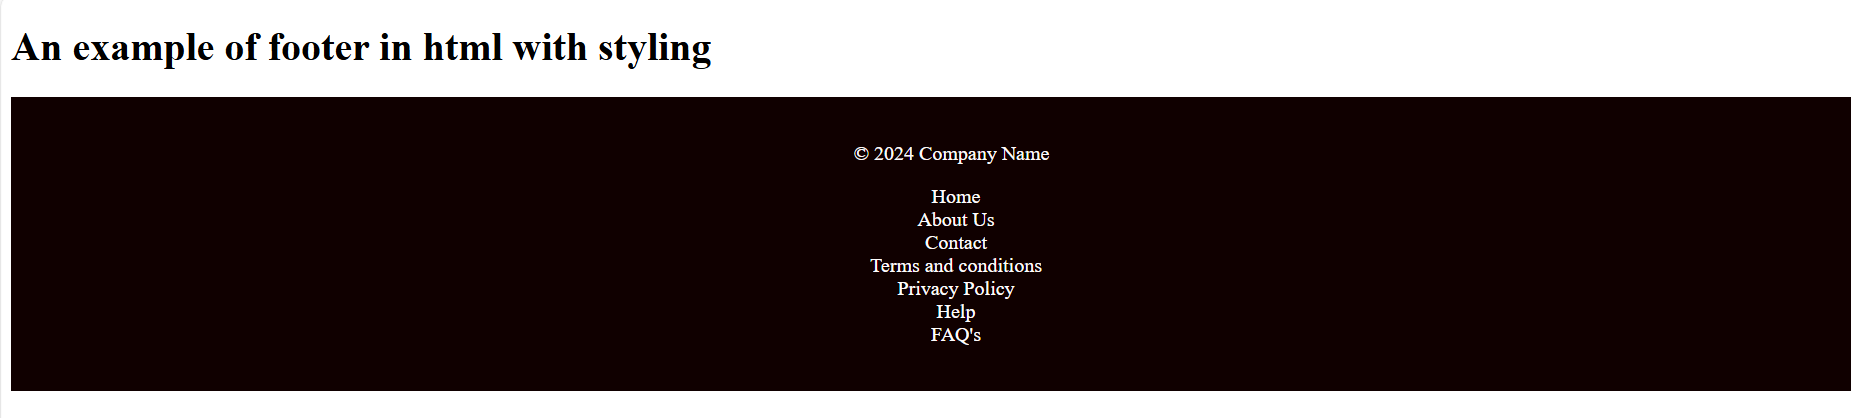 An example of footer in html with styling
© 2024 Company Name
Home
About Us
Contact
Terms and conditions
Privacy Policy
Help
FAQ's